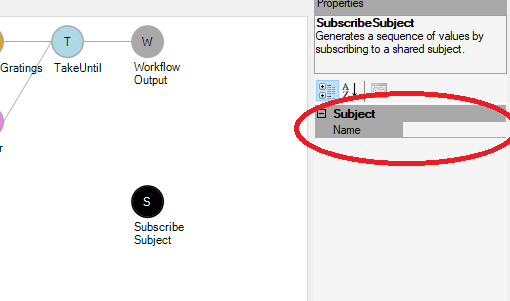 Properties
SubscribeSubject
Generates a sequence of values by
subscribing to a shared subject.
T
W
Gratings
TakeUntil
Workflow
Output
A
Z
Subject
Name
r
S
Subscribe
Subject